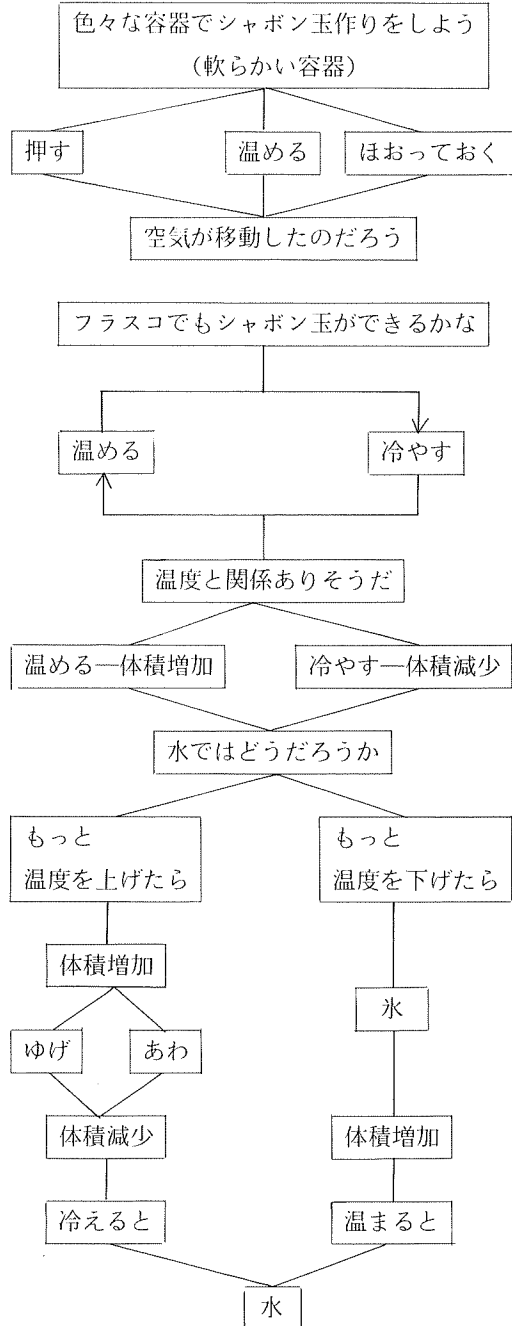 色々な容器でシャボン玉作りをしよう
(軟らかい容器)
押す
温める
ほおっておく
空気が移動したのだろう
フラスコでもシャボン玉ができるかな
温める
冷やす
温度と関係ありそうだ
温める―体積増加
冷やす―体積減少
水ではどうだろうか
もっと
温度を上げたら
もっと
温度を下げたら
体積増加
氷
ゆげ
あわ
体積減少
体積増加
冷えると
温まると
水